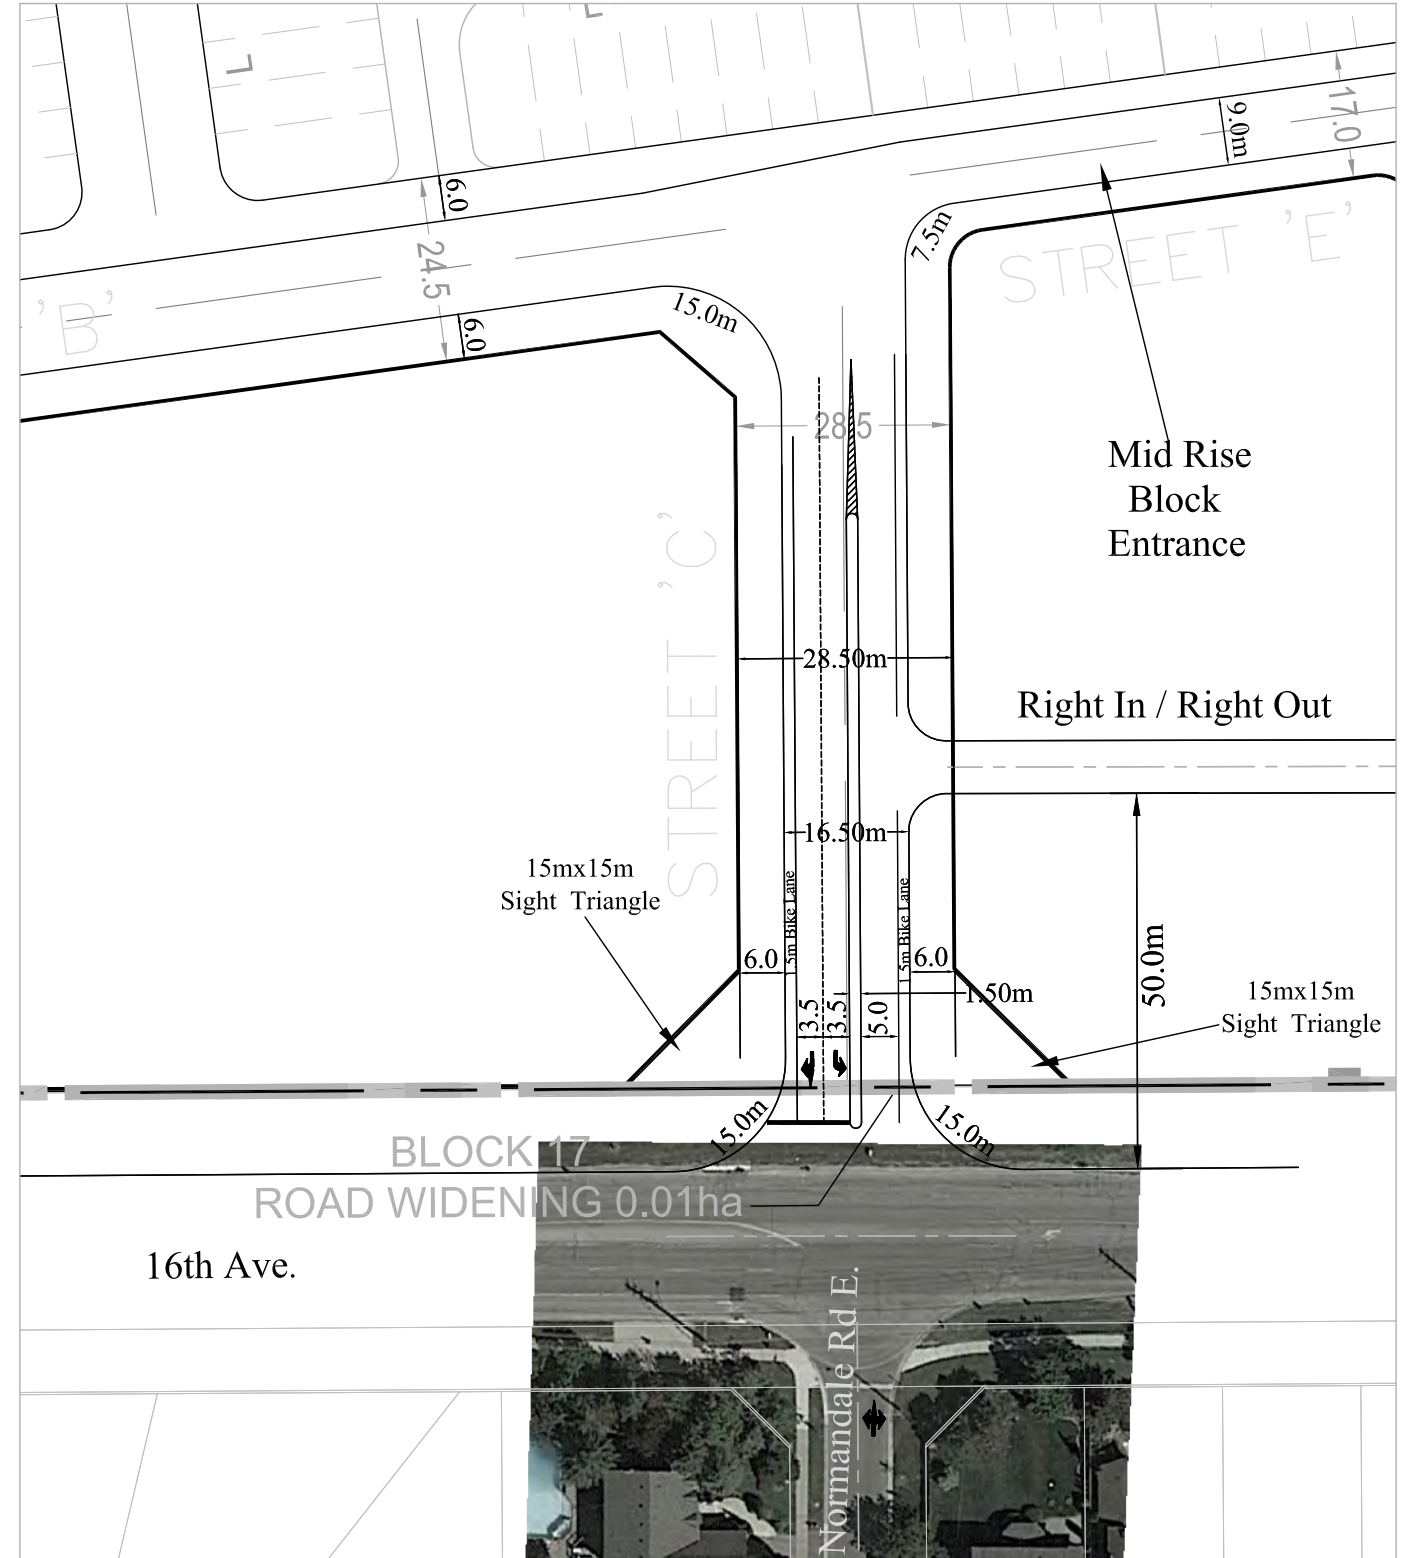 L
L
6.0
9.0m
17.0
24.5
7.5m
STREET 'E'
'B'
6.0
15.0m
28.5
Mid Rise
Block
Entrance
STREET 'C'
28.50m
Right In / Right Out
16.50m
15mx15m
Sight Triangle
5m Bike Lane
1.5m Bike Lane
6.0
6.0
50.0m
1.50m
15mx15m
Sight Triangle
3.5
3.5
5.0
15.0m
15.0m
BLOCK 17
ROAD WIDENING 0.01ha
16th Ave.
Normandale Rd E.